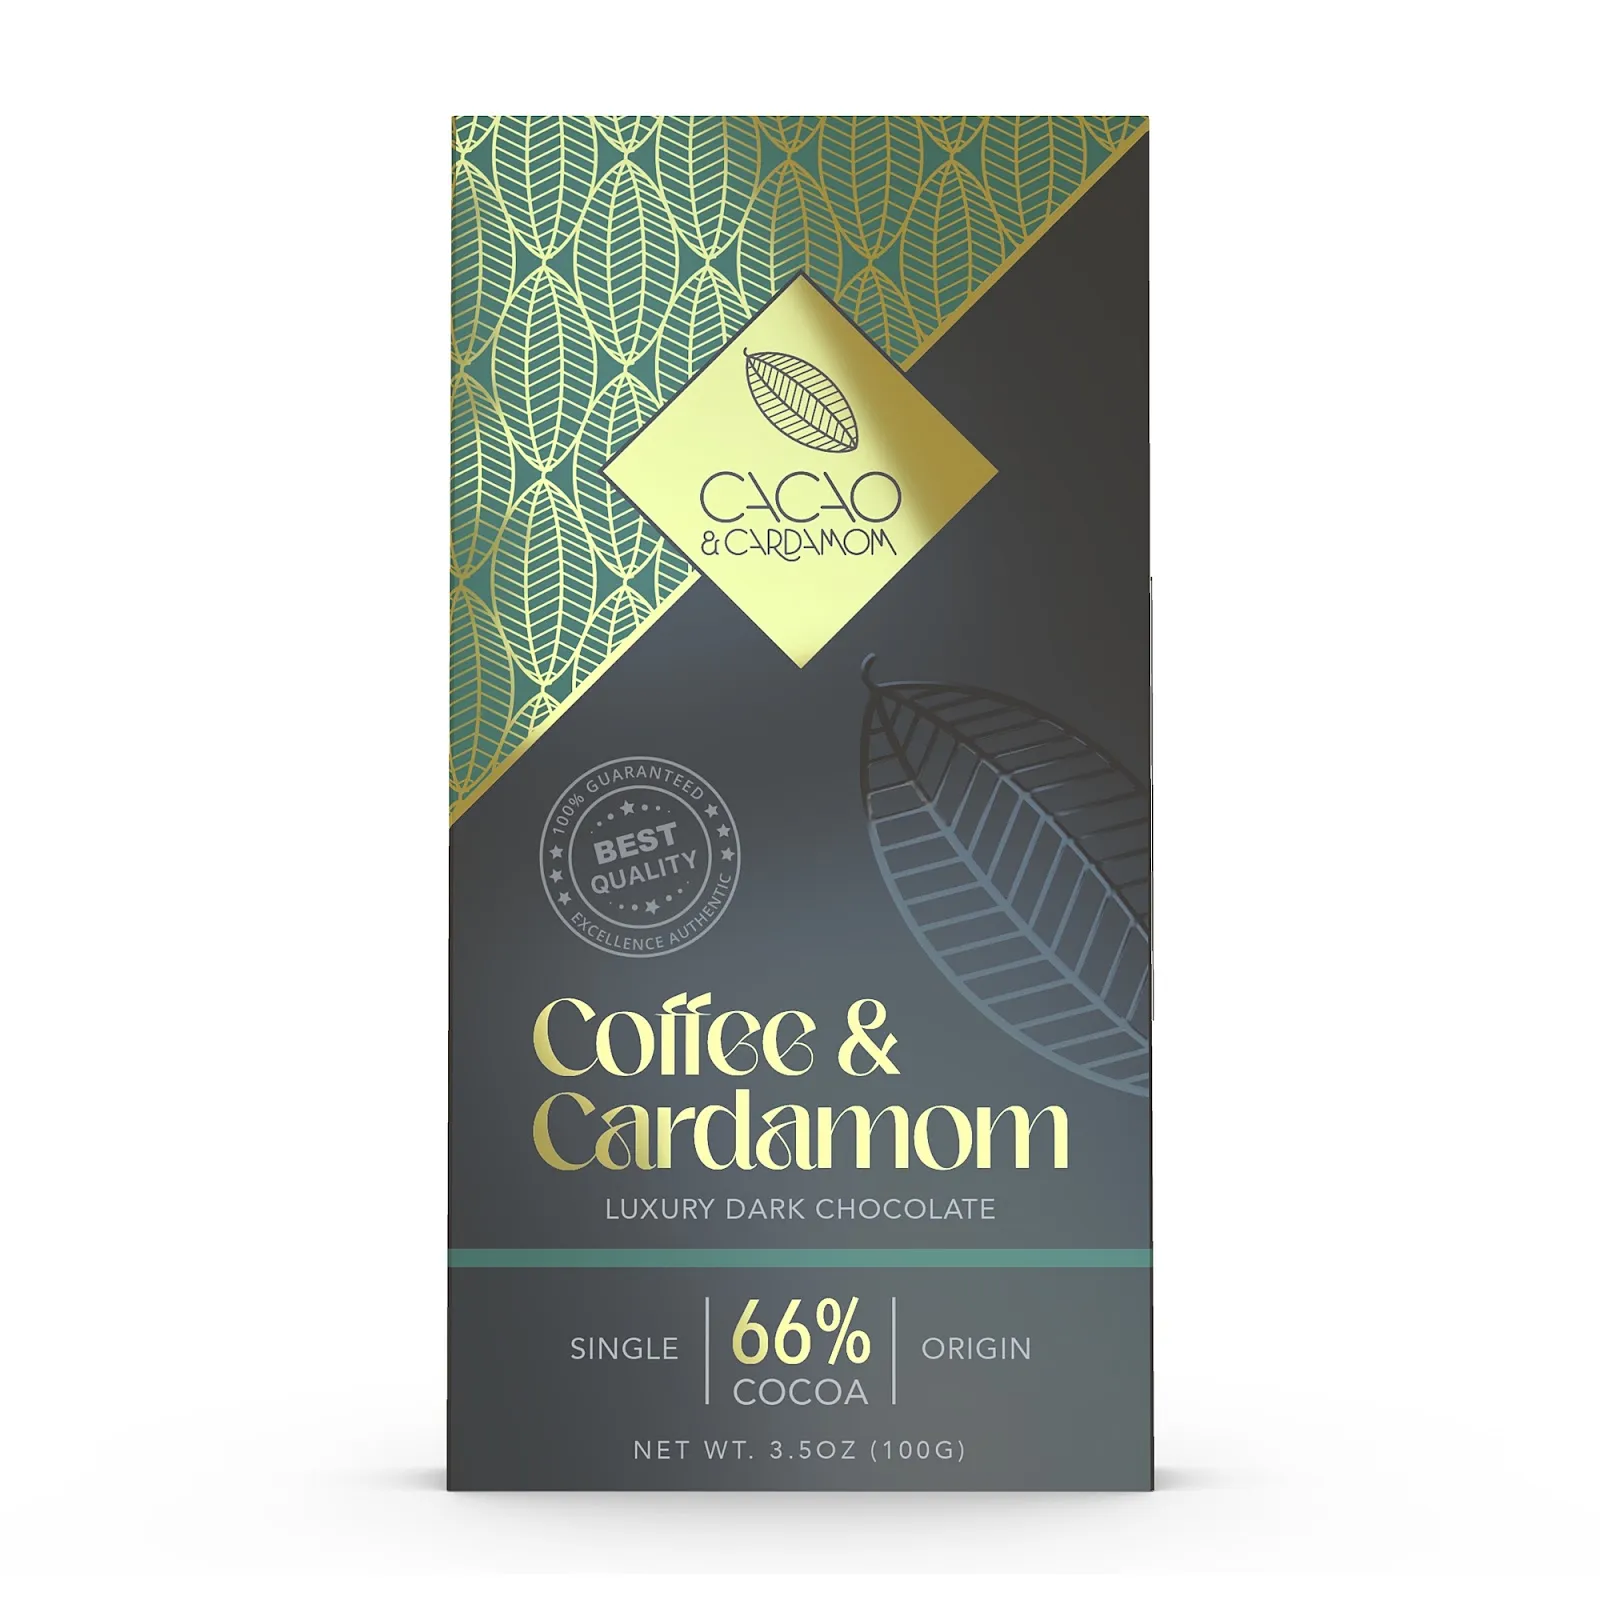 CACAO
& CARDAMOM
100% GUARANTEED
BEST
QUALITY
EXCELLENCE AUTHENTIC
Coffee &
Cardamom
LUXURY DARK CHOCOLATE
SINGLE 66% ORIGIN
COCOA
NET WT. 3.5OZ (100G)